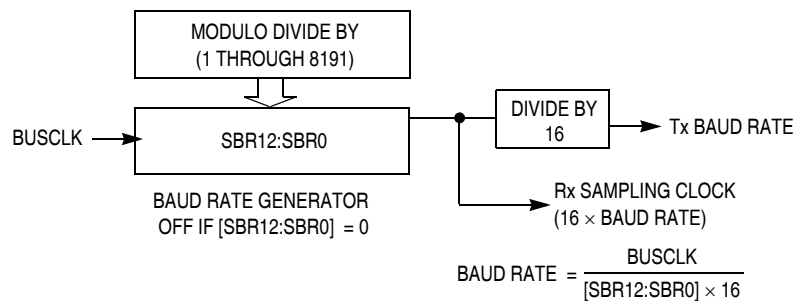 MODULO DIVIDE BY
(1 THROUGH 8191)
BUSCLK
SBR12:SBR0
DIVIDE BY
16
Tx BAUD RATE
BAUD RATE GENERATOR
OFF IF [SBR12:SBR0] = 0
Rx SAMPLING CLOCK
(16 × BAUD RATE)
BAUD RATE =
BUSCLK
[SBR12:SBR0] × 16